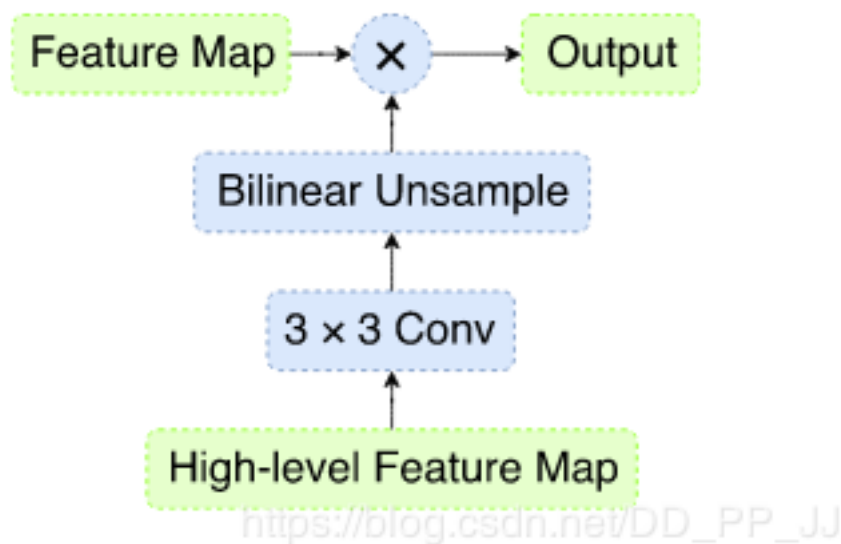 Feature Map
×
Output
Bilinear Unsample
3 × 3 Conv
High-level Feature Map
https://blog.csdn.net/DD_PP_JJ